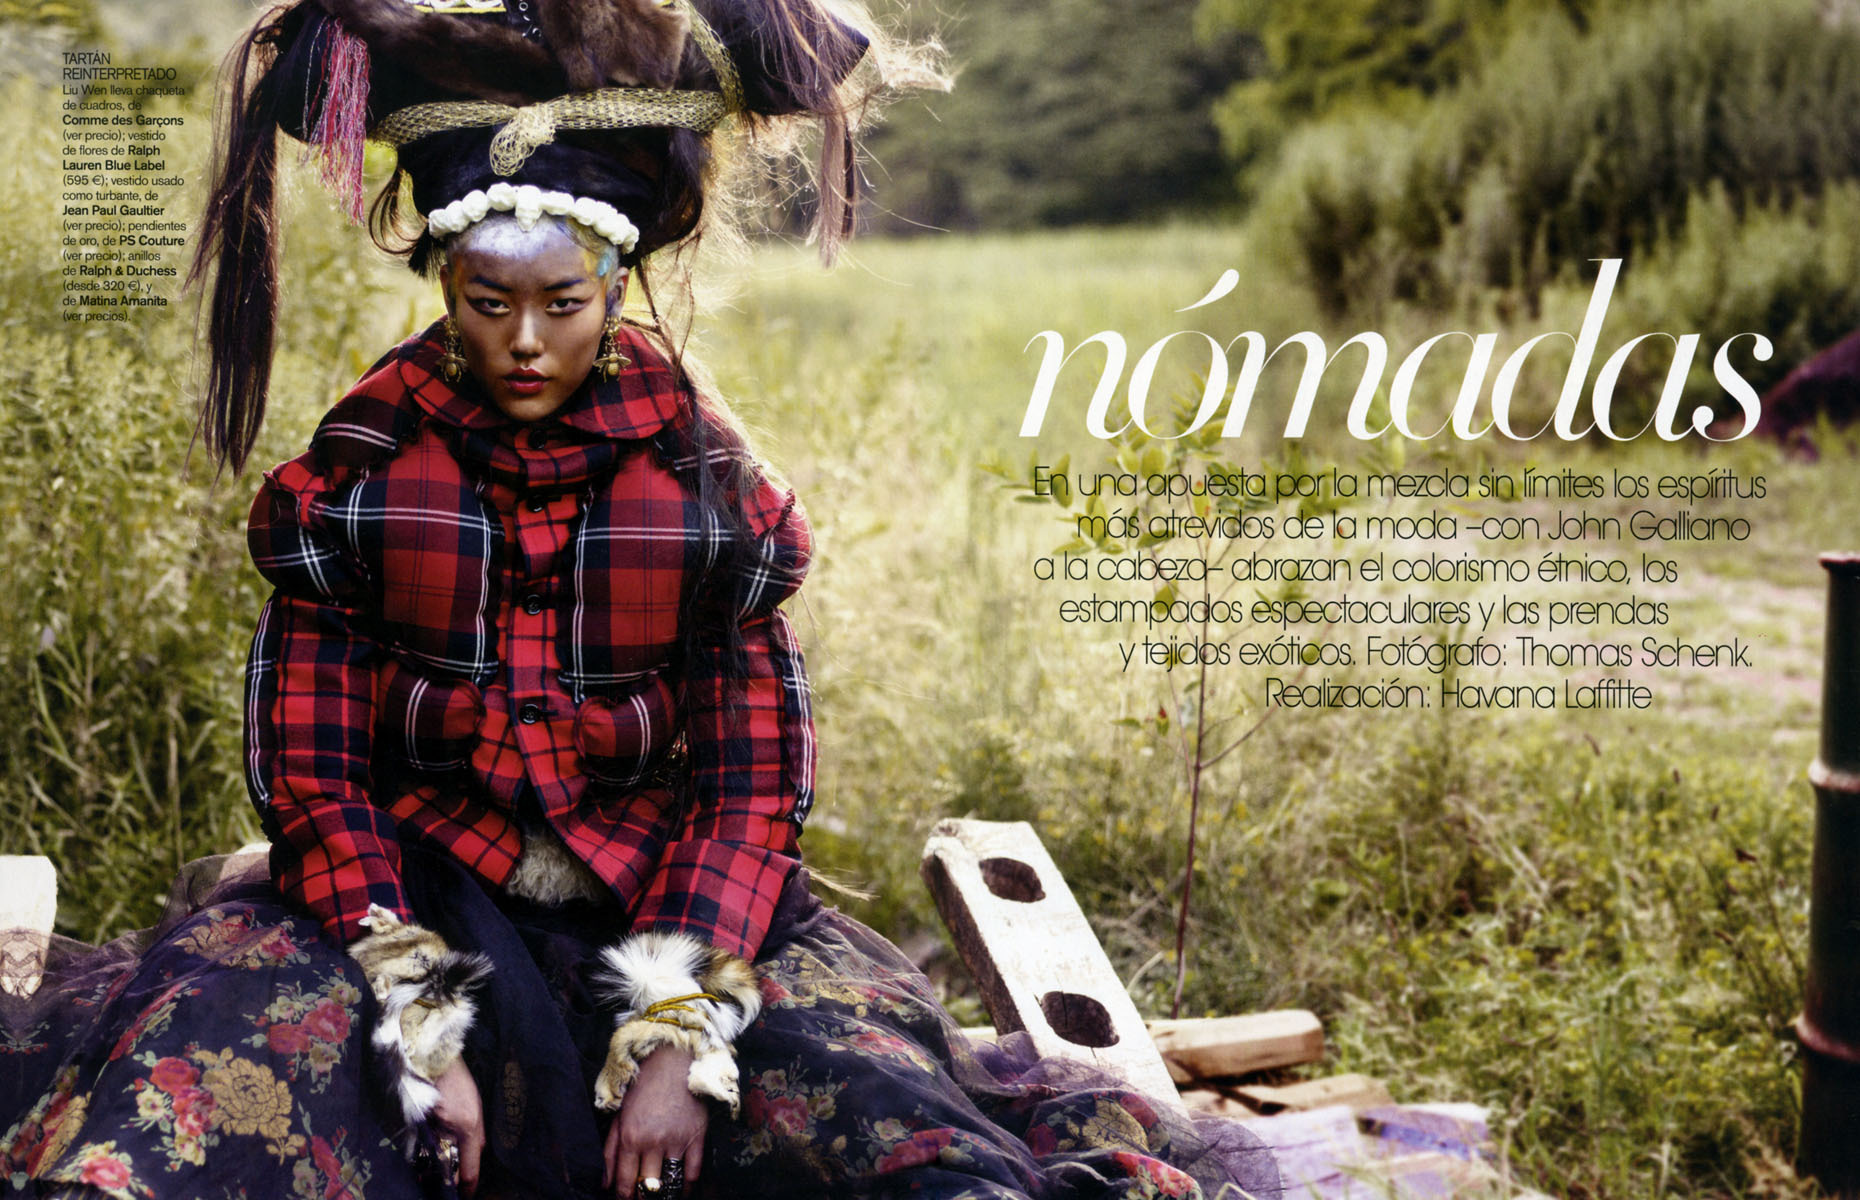 TARTÁN
REINTERPRETADO
Liu Wen lleva chaqueta
de cuadros, de
Comme des Garçons
(ver precio); vestido
de flores de Ralph
Lauren Blue Label
(595 €); vestido usado
como turbante, de
Jean Paul Gaultier
(ver precio); pendientes
de oro, de PS Couture
(ver precio); anillos
de Ralph & Duchess
(desde 320 €), y
de Matina Amanita
(ver precios).
nómadas
En una apuesta por la mezcla sin límites los espíritus
más atrevidos de la moda –con John Galliano
a la cabeza– abrazan el colorismo étnico, los
estampados espectaculares y las prendas
y tejidos exóticos. Fotógrafo: Thomas Schenk.
Realización: Havana Laffitte